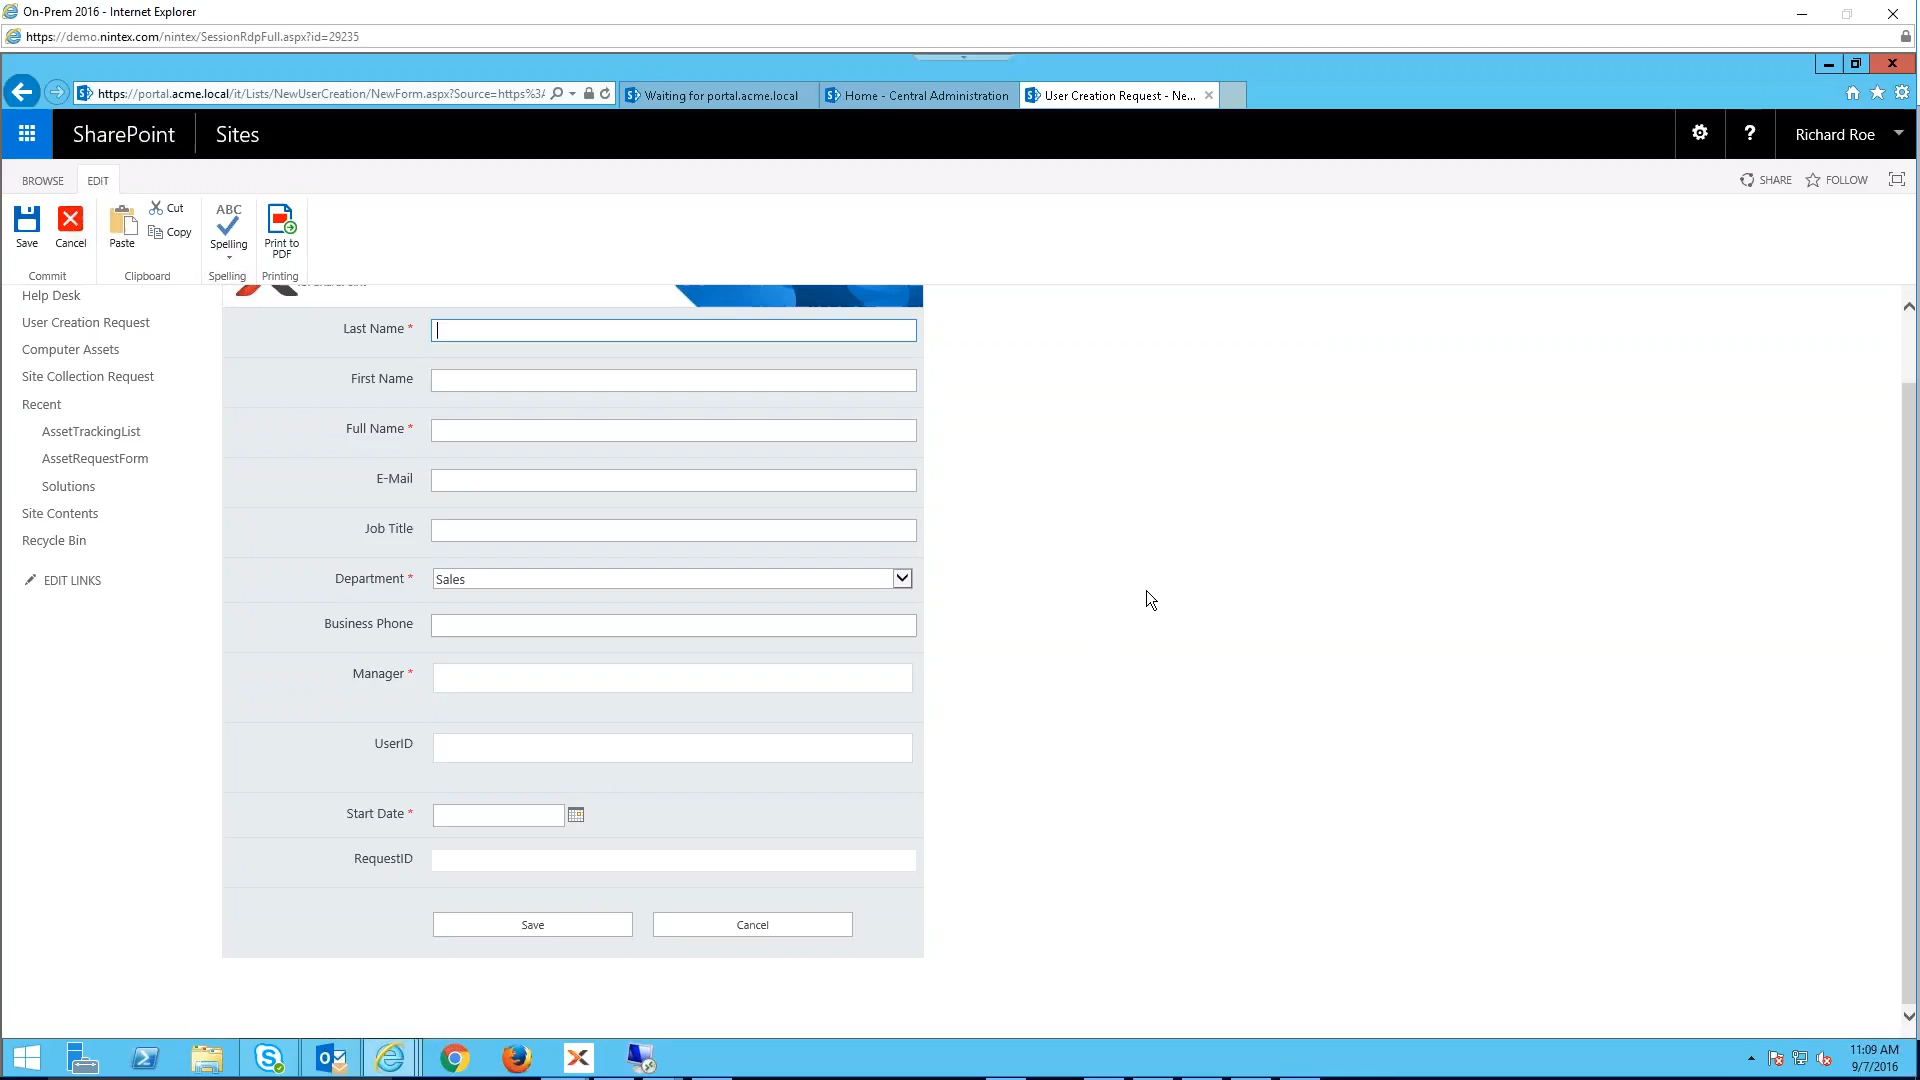 On-Prem 2016 - Internet Explorer
https://demo.nintex.com/nintex/SessionRdpFull.aspx?id=29235
https://portal.acme.local/it/Lists/NewUserCreation/NewForm.aspx?Source=https%3A
Waiting for portal.acme.local
Home - Central Administration
User Creation Request - Ne...
SharePoint
Sites
?
Richard Roe
BROWSE
EDIT
SHARE
FOLLOW
Save
Cancel
Paste
Cut
Copy
ABC
Spelling
Print to
PDF
Commit
Clipboard
Spelling
Printing
Help Desk
User Creation Request
Computer Assets
Site Collection Request
Recent
AssetTrackingList
AssetRequestForm
Solutions
Site Contents
Recycle Bin
EDIT LINKS
Last Name *
First Name
Full Name *
E-Mail
Job Title
Department *
Sales
Business Phone
Manager *
UserID
Start Date *
RequestID
Save
Cancel
11:09 AM
9/7/2016